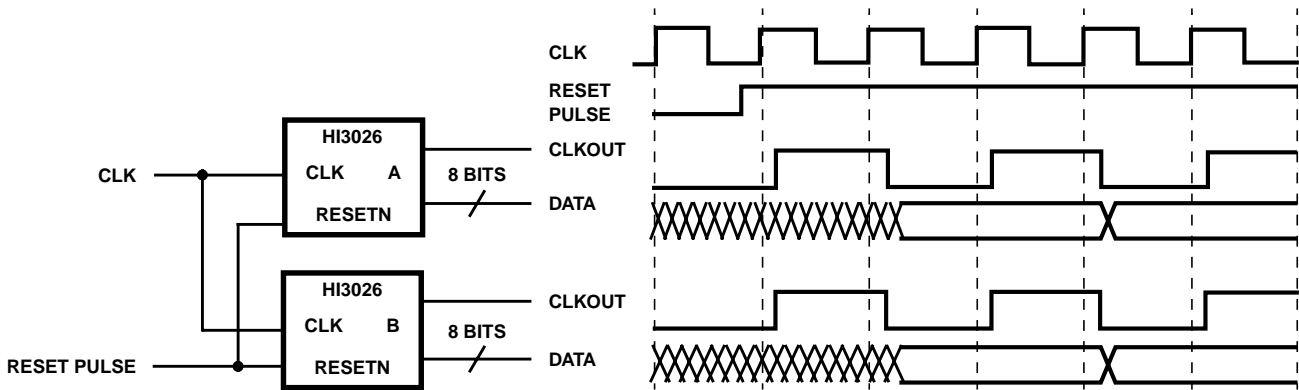 CLK
RESET PULSE
HI3026
CLK A
RESETN
8 BITS
HI3026
CLK B
RESETN
8 BITS
CLK
RESET
PULSE
CLKOUT
DATA
CLKOUT
DATA